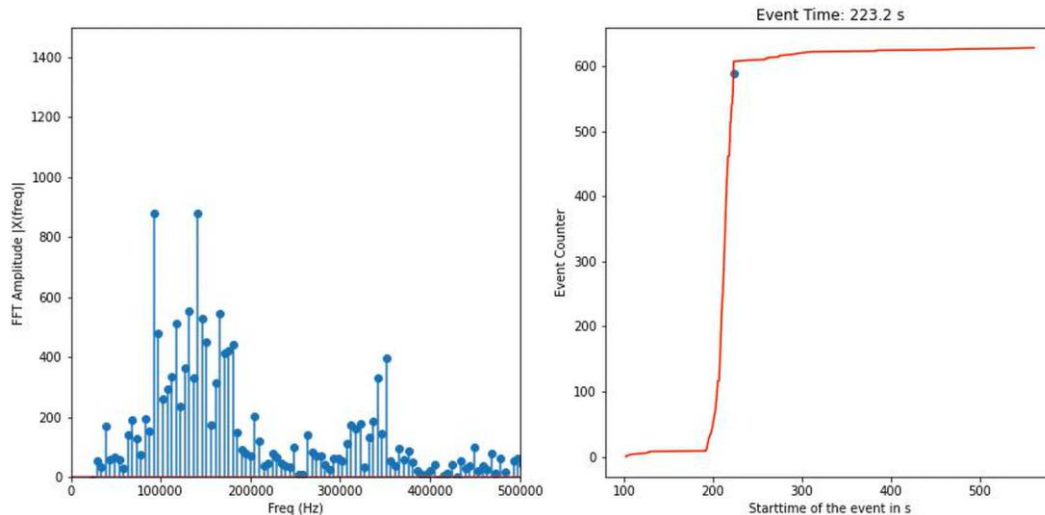 Event Time: 223.2 s
1400
1200
1000
800
600
400
200
0
FFT Amplitude |X(freq)|
0 100000 200000 300000 400000 500000
Freq (Hz)
600
500
400
300
200
100
0
Event Counter
100 200 300 400 500
Starttime of the event in s